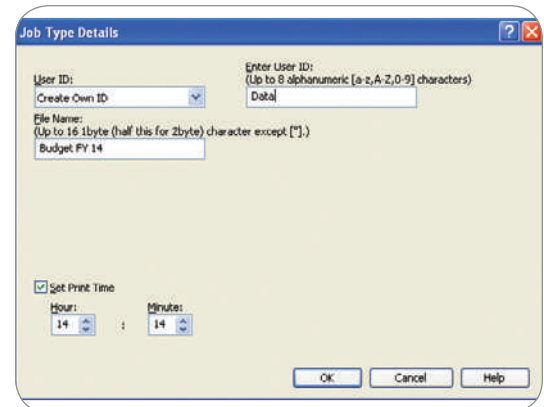 Job Type Details
User ID:
Create Own ID
Enter User ID:
(Up to 8 alphanumeric [a-z,A-Z,0-9] characters)
Data
File Name:
(Up to 16 1byte (half this for 2byte) character except ["].)
Budget FY 14
Set Print Time
Hour: Minute:
14 : 14
OK Cancel Help